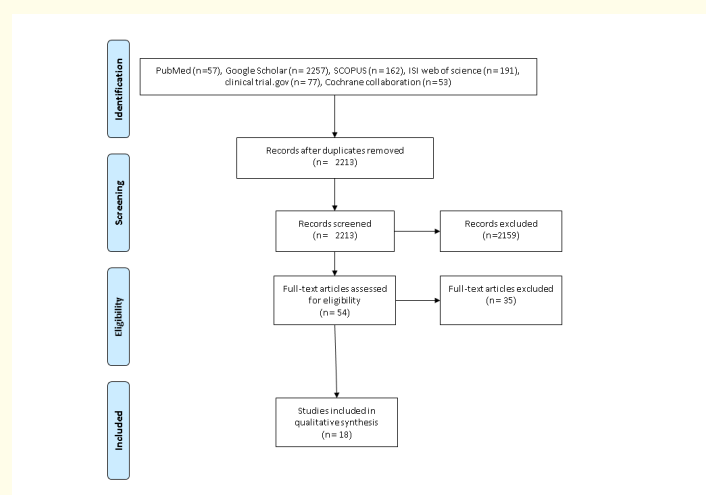 Identification
PubMed (n=57), Google Scholar (n= 2257), SCOPUS (n=162), ISI web of science (n=191),
clinical trial.gov (n= 77), Cochrane collaboration (n=53)
Records after duplicates removed
(n= 2213)
Screening
Records screened
(n= 2213)
Records excluded
(n=2159)
Eligibility
Full-text articles assessed
for eligibility
(n= 54)
Full-text articles excluded
(n= 35)
Included
Studies included in
qualitative synthesis
(n= 18)